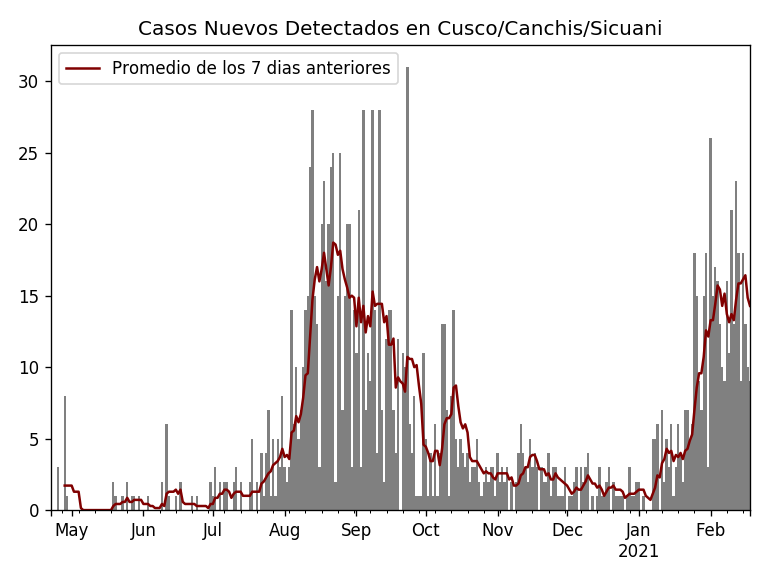 Casos Nuevos Detectados en Cusco/Canchis/Sicuani
Promedio de los 7 dias anteriores
30
25
20
15
10
5
0
May Jun Jul Aug Sep Oct Nov Dec Jan Feb
2021